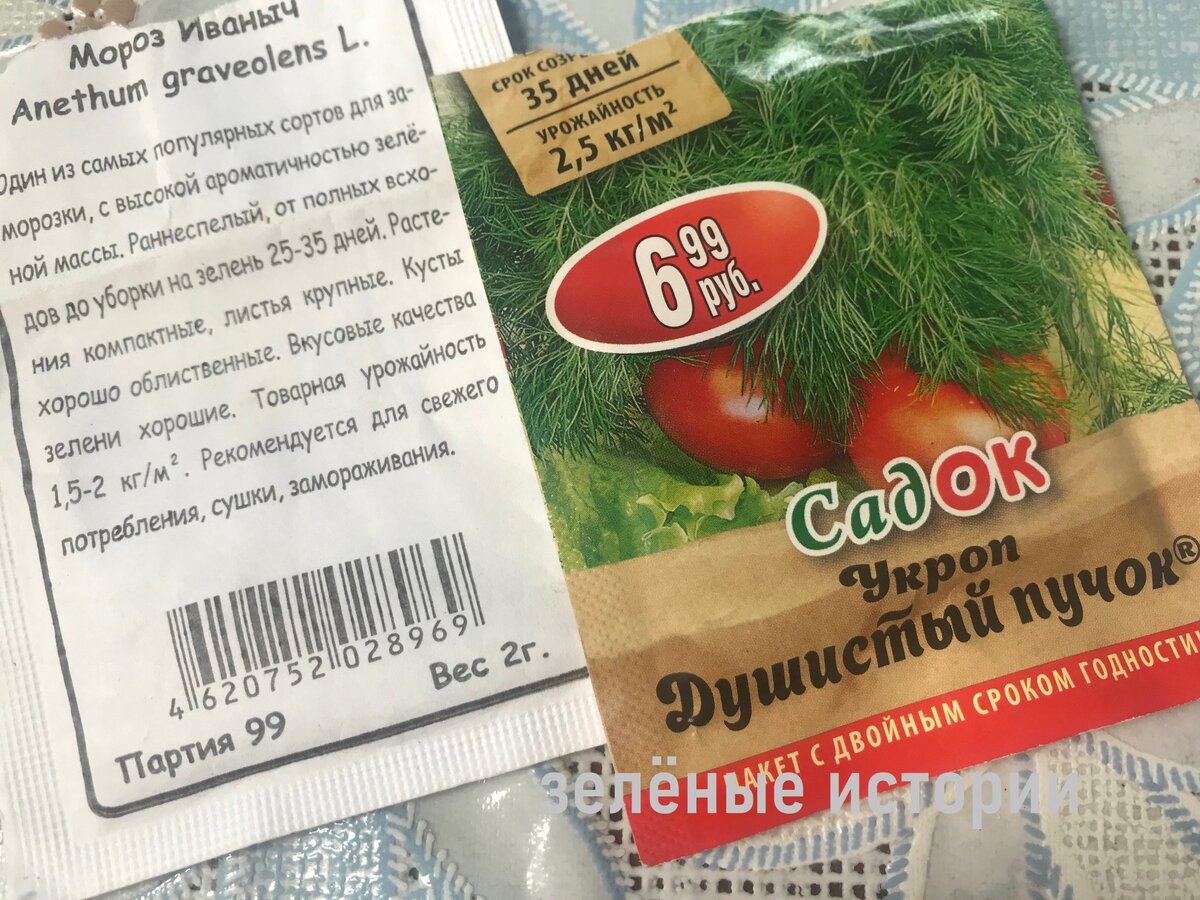 Мороз Иваныч
Anethum graveolens L.
Один из самых популярных сортов для за-
морозки, с высокой ароматичностью зелё-
ной массы. Раннеспелый, от полных всхо-
дов до уборки на зелень 25-35 дней. Расте-
ния компактные, листья крупные. Кусты
хорошо облиственные. Вкусовые качества
зелени хорошие. Товарная урожайность
1,5-2 кг/м². Рекомендуется для свежего
потребления, сушки, замораживания.
4 620752 028969
Вес 2г.
Партия 99
СРОК
35 ДНЕЙ
УРОЖАЙНОСТЬ
2,5 кг/м²
6 99
руб.
СадОК
Укроп
Душистый пучок®
ПАКЕТ С ДВОЙНЫМ СРОКОМ ГОДНОСТИ
зелёные истории